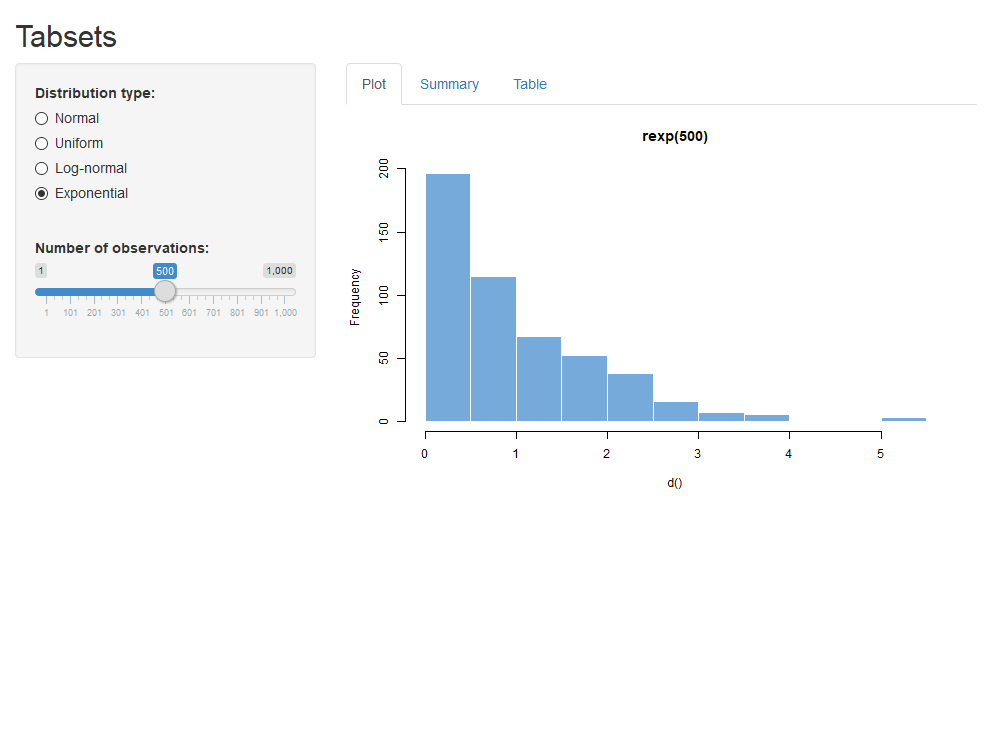 Tabsets
Distribution type:
Normal
Uniform
Log-normal
Exponential
Number of observations:
1 500 1,000
1 101 201 301 401 501 601 701 801 901 1,000
Plot Summary Table
rexp(500)
Frequency
200
150
100
50
0
0 1 2 3 4 5
d()